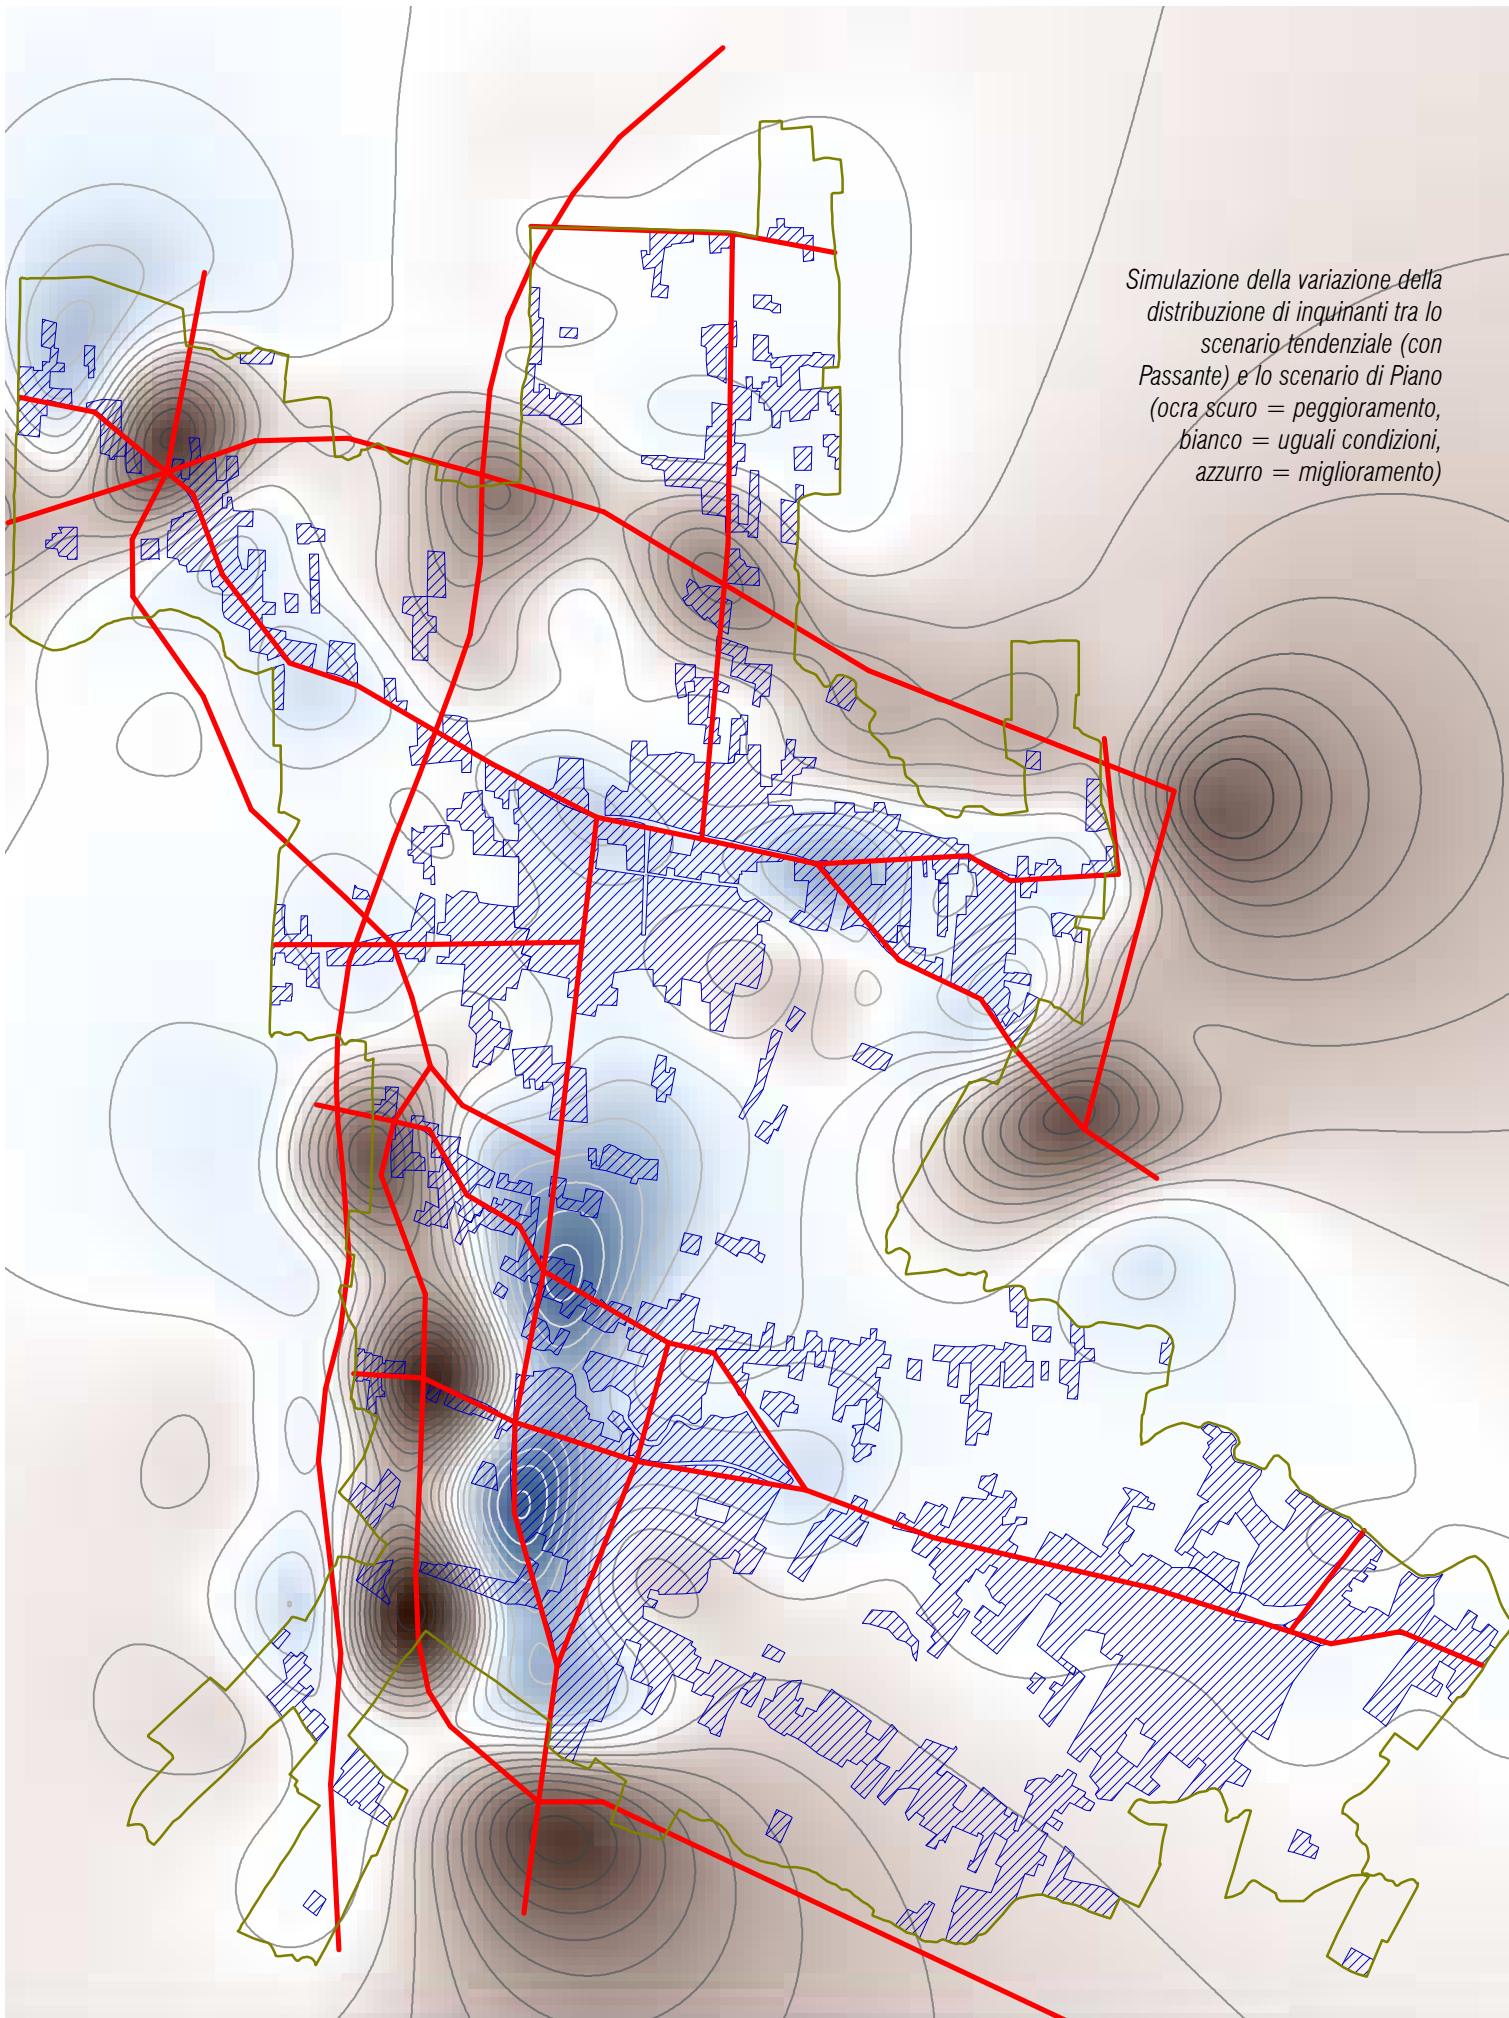 Simulazione della variazione della
distribuzione di inquinanti tra lo
scenario tendenziale (con
Passante) e lo scenario di Piano
(ocra scuro = peggioramento,
bianco = uguali condizioni,
azzurro = miglioramento)